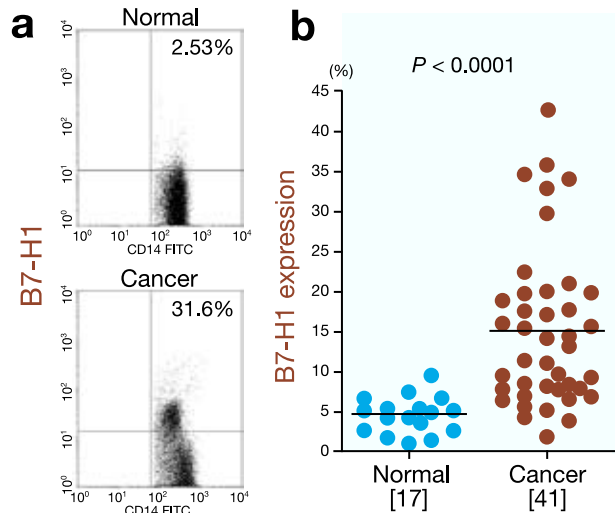 a
Normal
2.53%
10⁴
10³
10²
10¹
10⁰
10⁰ 10¹ 10² 10³ 10⁴
CD14 FITC
B7-H1
Cancer
31.6%
10⁴
10³
10²
10¹
10⁰
10⁰ 10¹ 10² 10³ 10⁴
CD14 FITC
b
(%)
P < 0.0001
45
40
35
30
25
20
15
10
5
0
B7-H1 expression
Normal
[17]
Cancer
[41]